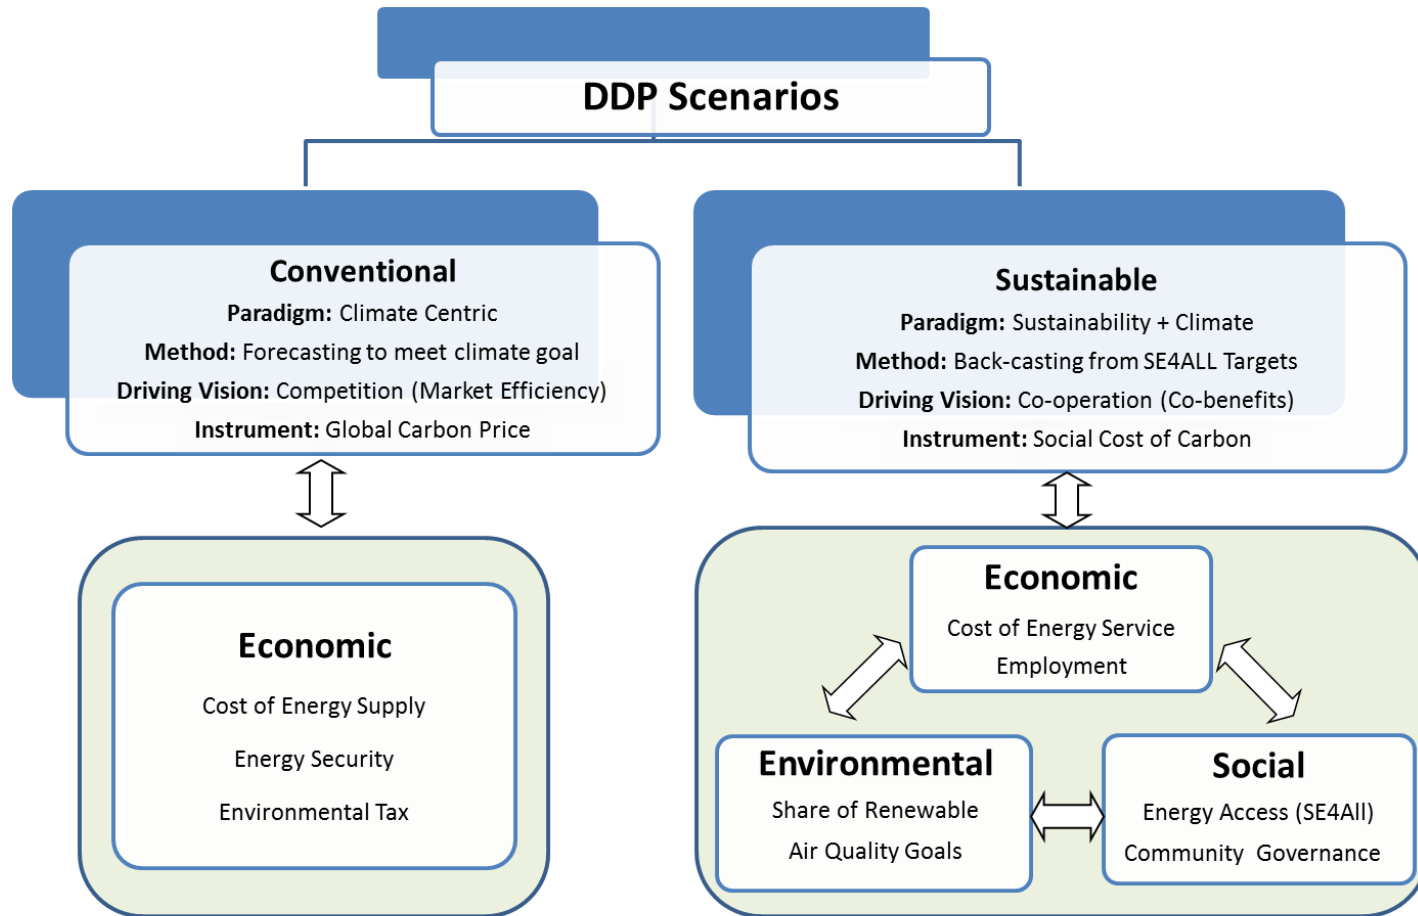 DDP Scenarios
Conventional
Paradigm: Climate Centric
Method: Forecasting to meet climate goal
Driving Vision: Competition (Market Efficiency)
Instrument: Global Carbon Price
Sustainable
Paradigm: Sustainability + Climate
Method: Back-casting from SE4ALL Targets
Driving Vision: Co-operation (Co-benefits)
Instrument: Social Cost of Carbon
Economic
Cost of Energy Supply
Energy Security
Environmental Tax
Economic
Cost of Energy Service
Employment
Environmental
Share of Renewable
Air Quality Goals
Social
Energy Access (SE4All)
Community Governance